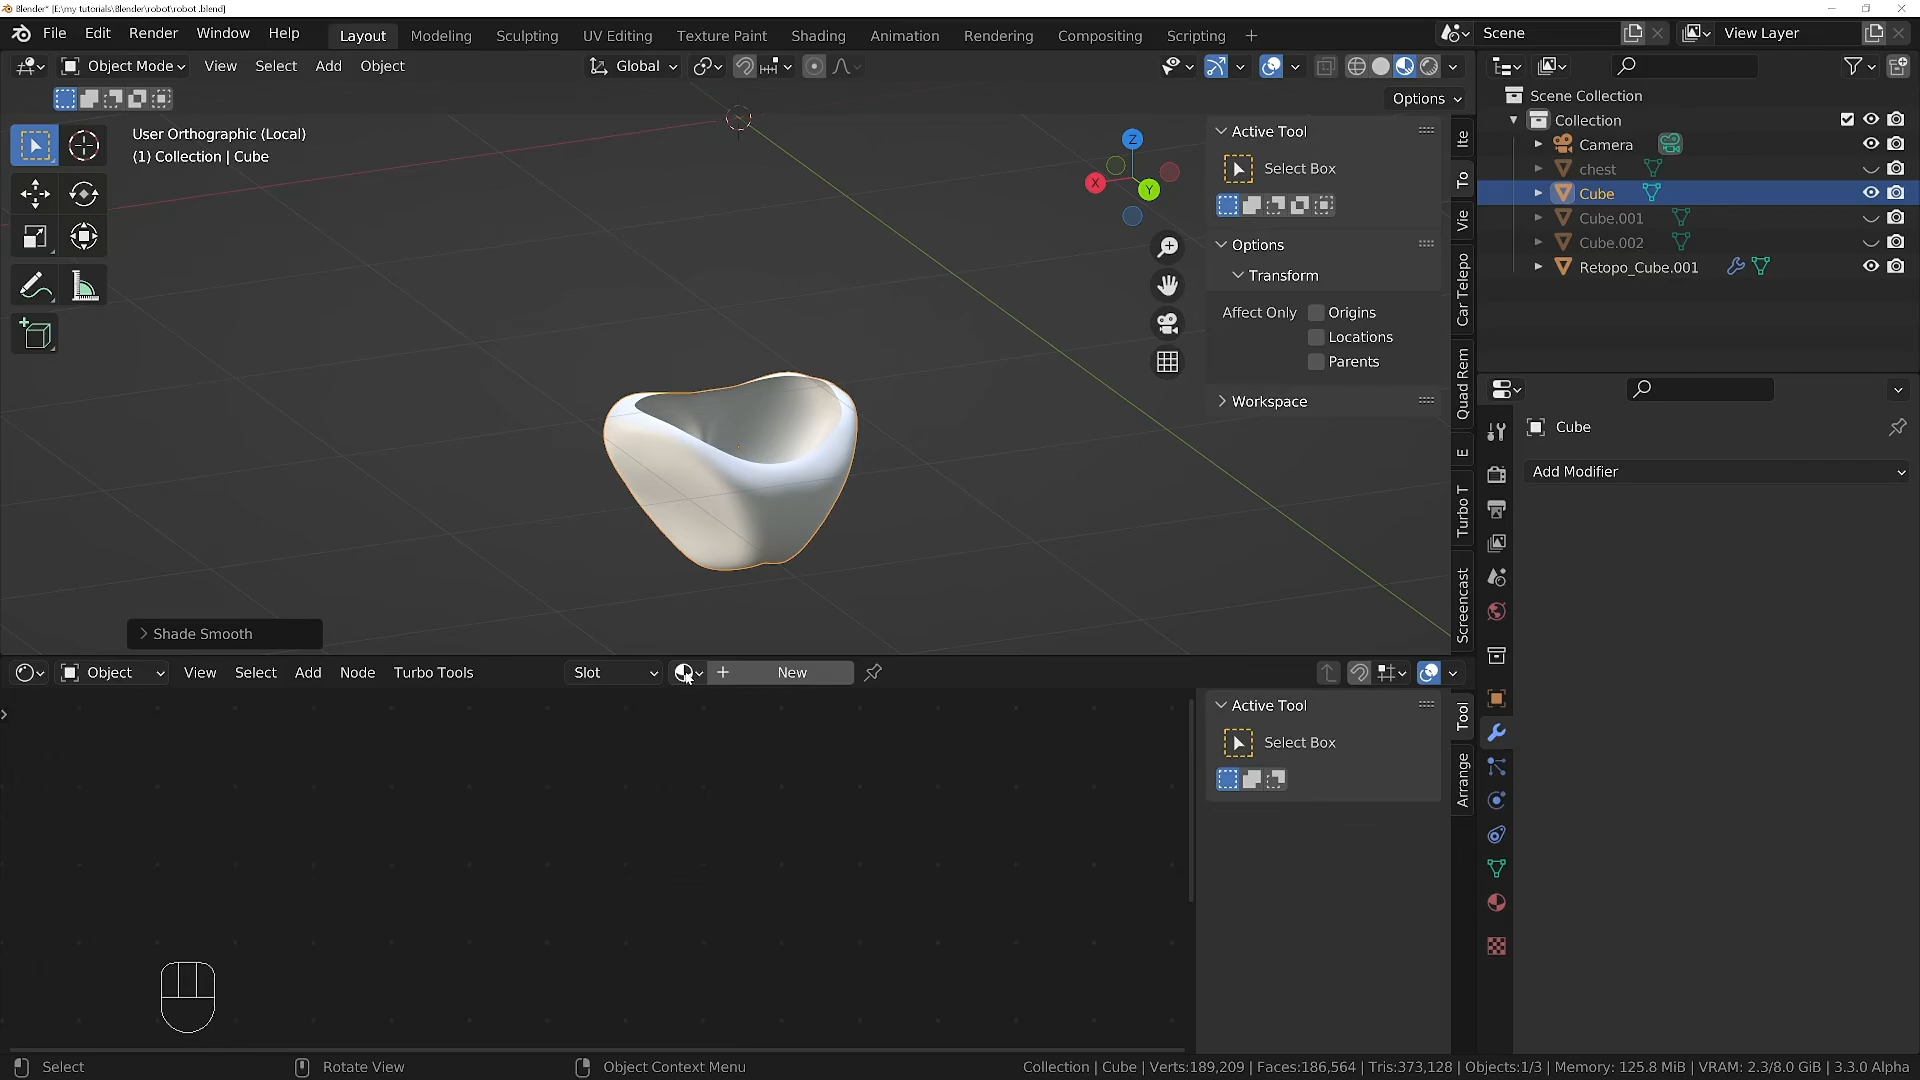 Blender* [E:\my tutorials\Blender\robot\robot .blend]
File Edit Render Window Help Layout Modeling Sculpting UV Editing Texture Paint Shading Animation Rendering Compositing Scripting Scene View Layer
Object Mode View Select Add Object Global
Options
User Orthographic (Local)
(1) Collection | Cube
Z
X
Y
Active Tool
Select Box
Options
Transform
Affect Only Origins
Locations
Parents
Workspace
Ite
To
Vie
Car Telepo
Quad Rem
E
Turbo T
Screencast
Scene Collection
Collection
Camera
chest
Cube
Cube.001
Cube.002
Retopo_Cube.001
Cube
Add Modifier
Shade Smooth
Object View Select Add Node Turbo Tools Slot New
Active Tool
Select Box
Tool
Arrange
Select Rotate View Object Context Menu Collection | Cube | Verts:189,209 | Faces:186,564 | Tris:373,128 | Objects:1/3 | Memory: 125.8 MiB | VRAM: 2.3/8.0 GiB | 3.3.0 Alpha